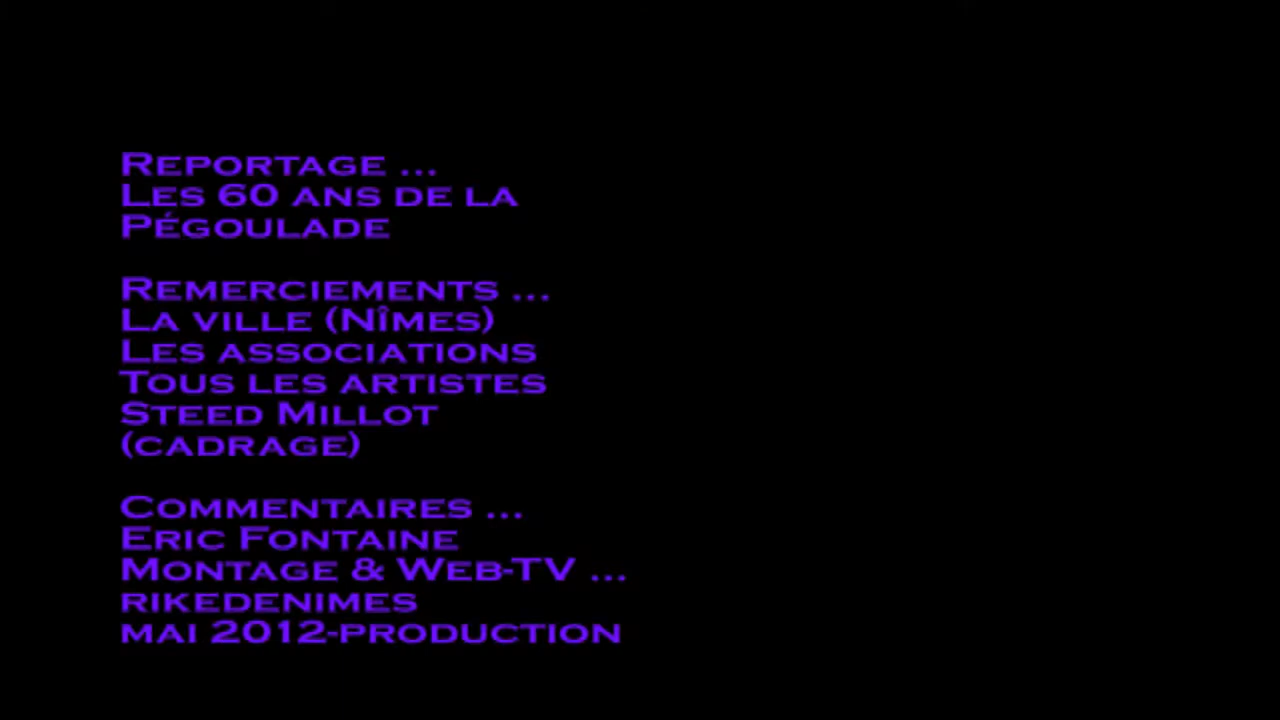 Reportage ...
Les 60 ans de la
Pégoulade
Remerciements ...
La ville (Nîmes)
Les associations
Tous les artistes
Steed Millot
(cadrage)
Commentaires ...
Eric Fontaine
Montage & Web-TV ...
rikedenimes
mai 2012-production